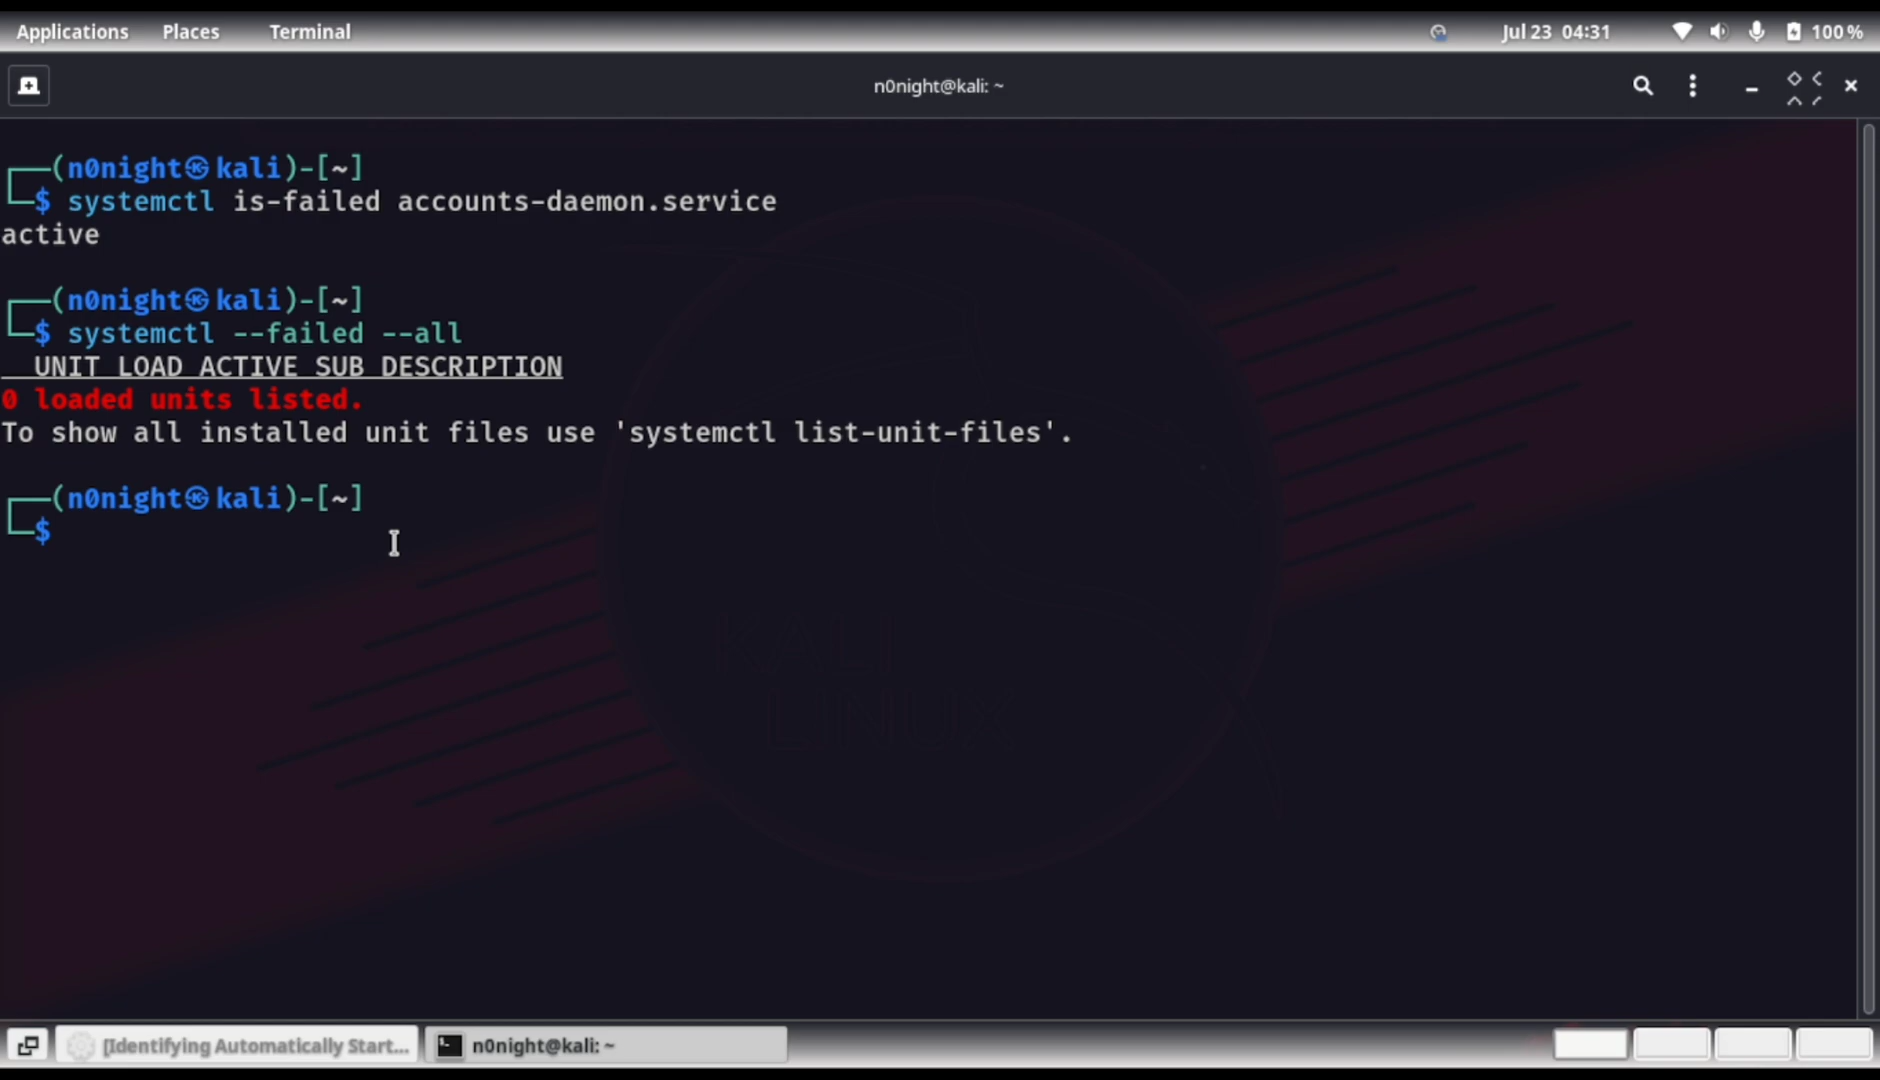 Applications Places Terminal Jul 23 04:31 100 %
n0night@kali: ~
┌──(n0night㉿kali)-[~]
└─$ systemctl is-failed accounts-daemon.service
active
┌──(n0night㉿kali)-[~]
└─$ systemctl --failed --all
UNIT LOAD ACTIVE SUB DESCRIPTION
0 loaded units listed.
To show all installed unit files use 'systemctl list-unit-files'.
┌──(n0night㉿kali)-[~]
└─$
KALI
LINUX
[Identifying Automatically Start... n0night@kali: ~